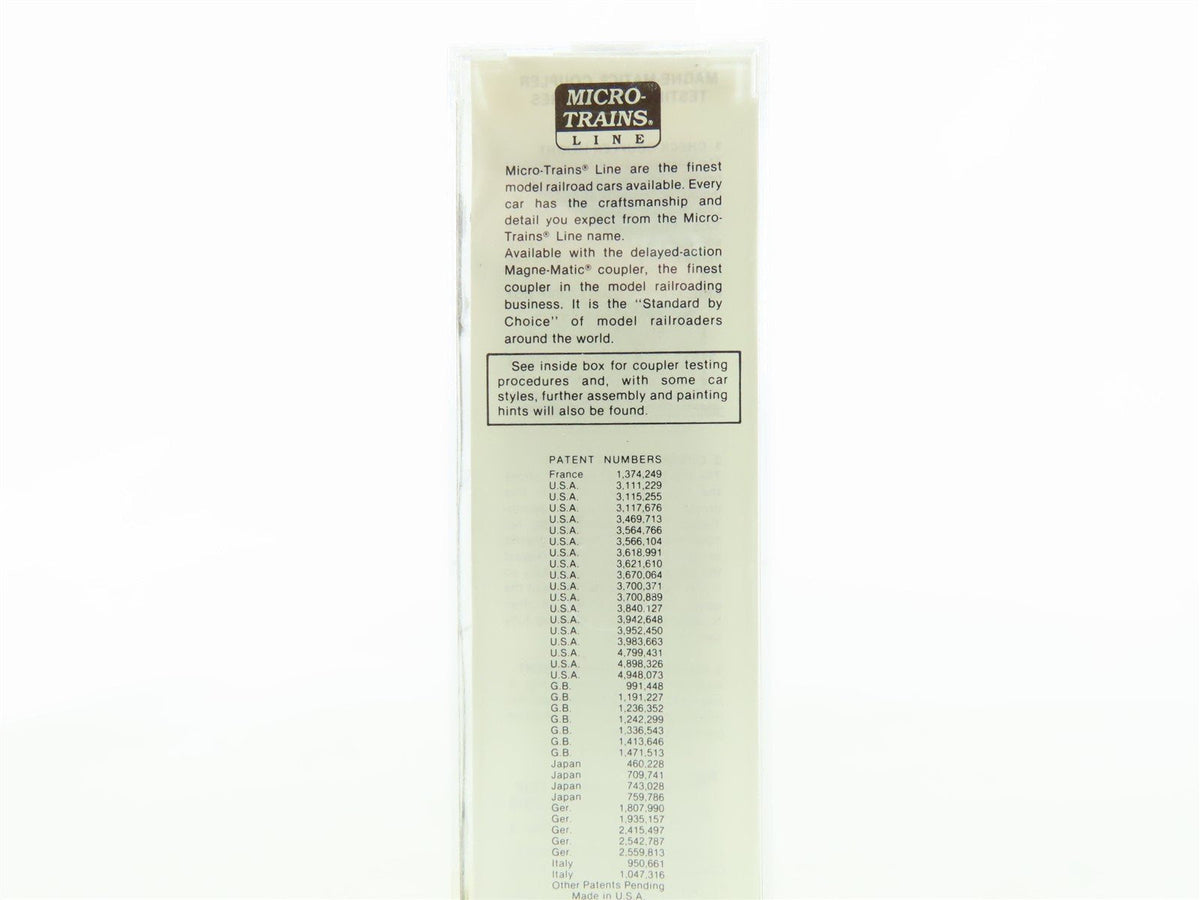 MICRO-
TRAINS®
LINE
Micro-Trains® Line are the finest
model railroad cars available. Every
car has the craftsmanship and
detail you expect from the Micro-
Trains® Line name.
Available with the delayed-action
Magne-Matic® coupler, the finest
coupler in the model railroading
business. It is the "Standard by
Choice" of model railroaders
around the world.
See inside box for coupler testing
procedures and, with some car
styles, further assembly and painting
hints will also be found.
PATENT NUMBERS
France 1,374,249
U.S.A. 3,111,229
U.S.A. 3,115,255
U.S.A. 3,117,676
U.S.A. 3,469,713
U.S.A. 3,564,766
U.S.A. 3,566,104
U.S.A. 3,618,991
U.S.A. 3,621,610
U.S.A. 3,670,064
U.S.A. 3,700,371
U.S.A. 3,700,889
U.S.A. 3,840,127
U.S.A. 3,942,648
U.S.A. 3,952,450
U.S.A. 3,983,663
U.S.A. 4,799,431
U.S.A. 4,898,326
U.S.A. 4,948,073
G.B. 991,448
G.B. 1,191,227
G.B. 1,236,352
G.B. 1,242,299
G.B. 1,336,543
G.B. 1,413,646
G.B. 1,471,513
Japan 460,228
Japan 709,741
Japan 743,028
Japan 759,786
Ger. 1,807,990
Ger. 1,935,157
Ger. 2,415,497
Ger. 2,542,787
Ger. 2,559,813
Italy 950,661
Italy 1,047,316
Other Patents Pending
Made in U.S.A.